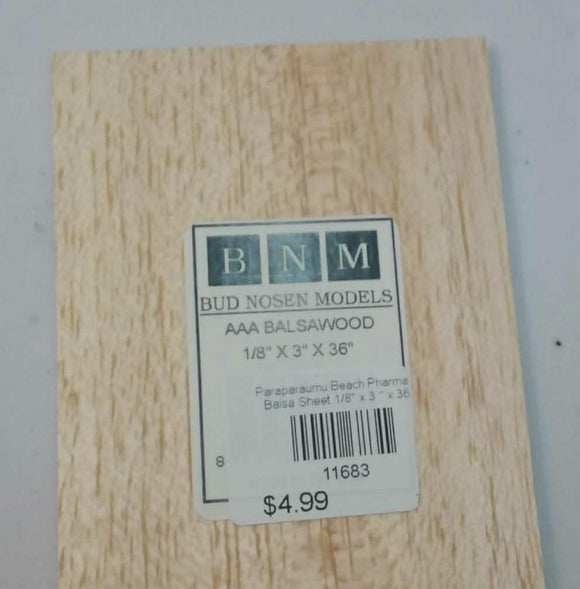 B N M
BUD NOSEN MODELS
AAA BALSAWOOD
1/8" X 3" X 36"
Paraparaumu Beach Pharma
Balsa Sheet 1/8" x 3 " x 36
8
11683
$4.99